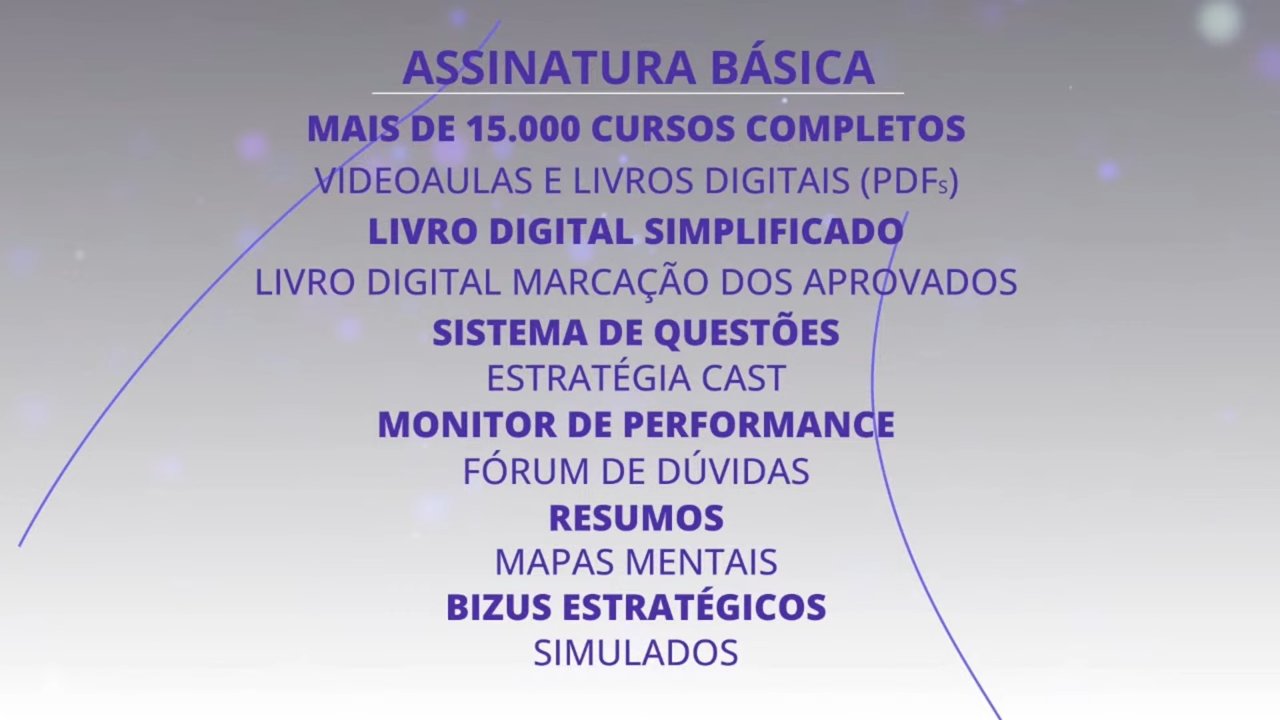 ASSINATURA BÁSICA
MAIS DE 15.000 CURSOS COMPLETOS
VIDEOAULAS E LIVROS DIGITAIS (PDFs)
LIVRO DIGITAL SIMPLIFICADO
LIVRO DIGITAL MARCAÇÃO DOS APROVADOS
SISTEMA DE QUESTÕES
ESTRATÉGIA CAST
MONITOR DE PERFORMANCE
FÓRUM DE DÚVIDAS
RESUMOS
MAPAS MENTAIS
BIZUS ESTRATÉGICOS
SIMULADOS